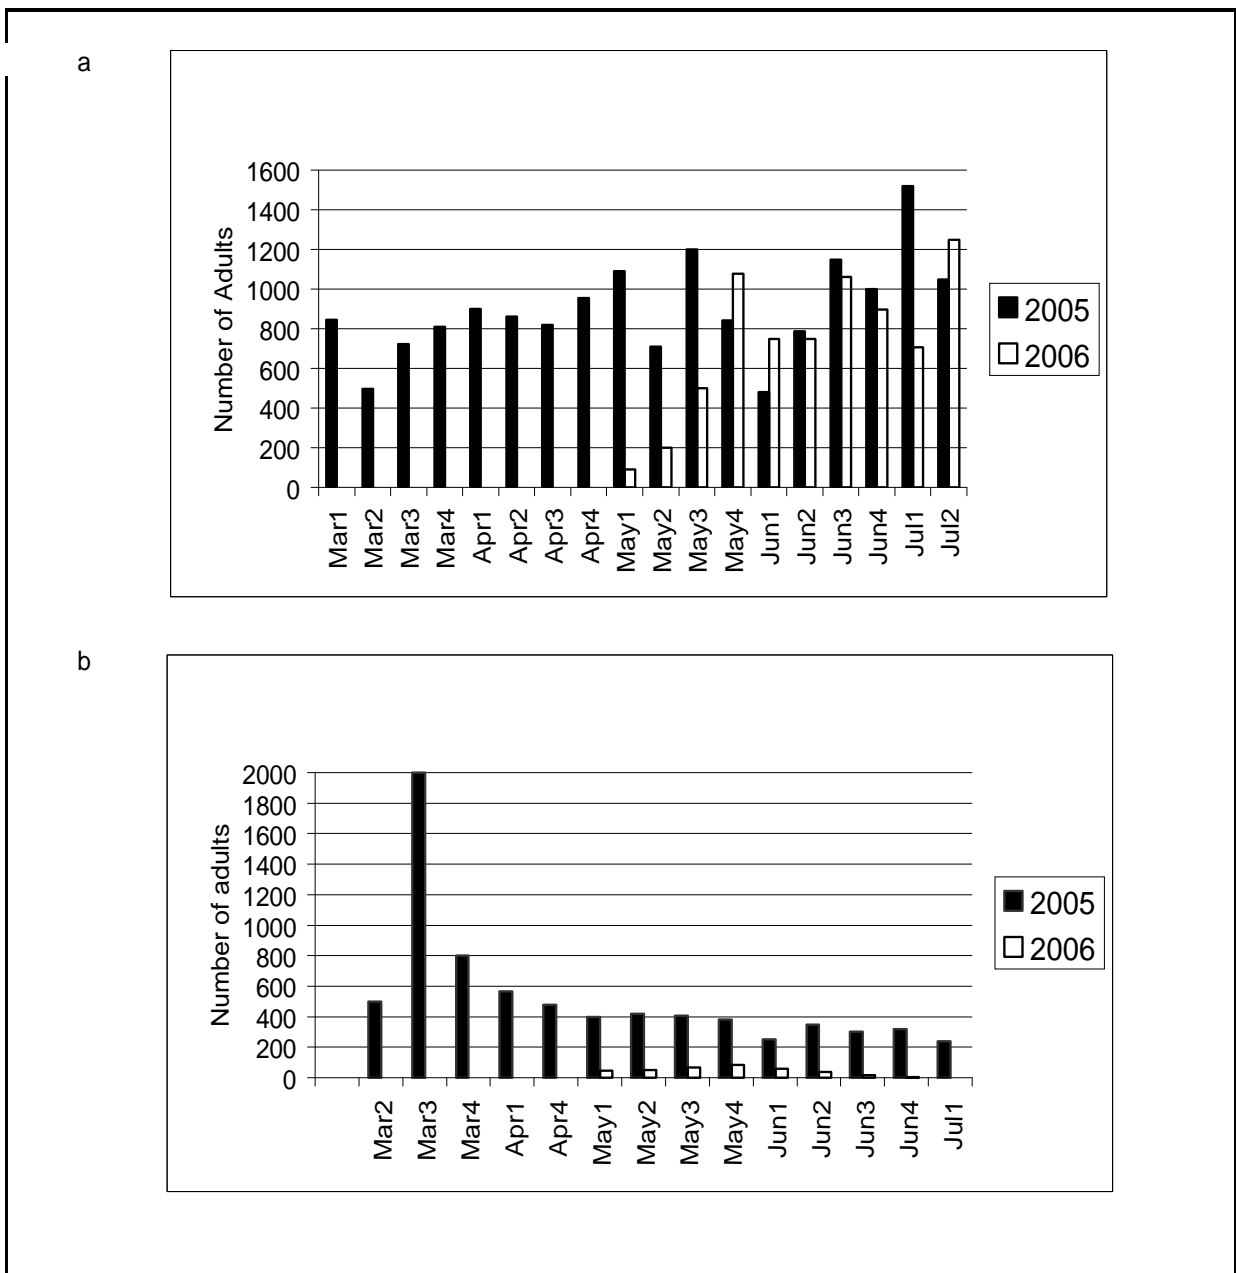 a
1600
1400
1200
1000
800
600
400
200
0
Number of Adults
Mar1
Mar2
Mar3
Mar4
Apr1
Apr2
Apr3
Apr4
May1
May2
May3
May4
Jun1
Jun2
Jun3
Jun4
Jul1
Jul2
2005
2006
b
2000
1800
1600
1400
1200
1000
800
600
400
200
0
Number of adults
Mar2
Mar3
Mar4
Apr1
Apr4
May1
May2
May3
May4
Jun1
Jun2
Jun3
Jun4
Jul1
2005
2006